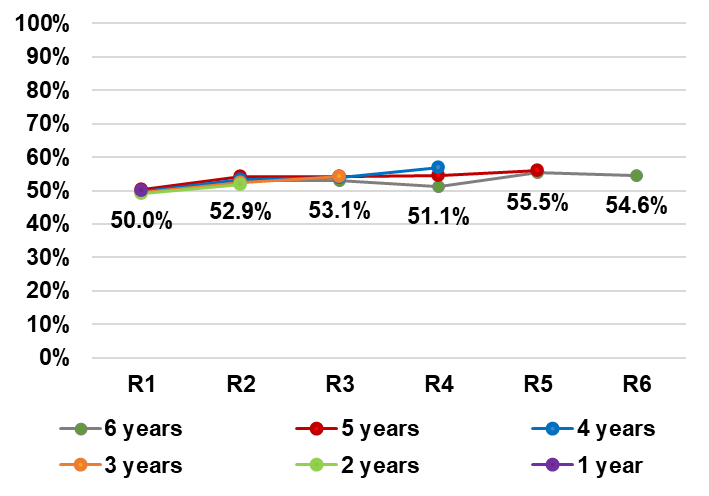 100%
90%
80%
70%
60%
50%
40%
30%
20%
10%
0%
50.0% 52.9% 53.1% 51.1% 55.5% 54.6%
R1 R2 R3 R4 R5 R6
6 years 5 years 4 years
3 years 2 years 1 year